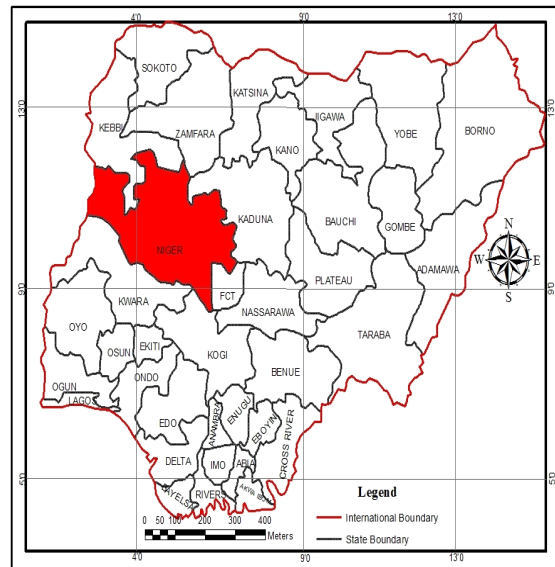 4'0 9'0 13'0
SOKOTO
KATSINA
13'0 13'0
KEBBI
ZAMFARA
JIGAWA
KANO
YOBE
BORNO
KADUNA
BAUCHI
GOMBE
NIGER
ADAMAWA
N
W E
S
PLATEAU
9'0 FCT 9'0
KWARA
NASSARAWA
OYO
TARABA
OSUN
EKITI
KOGI
BENUE
OGUN
ONDO
LAGOS
EDO
ANAMBRA
ENUGU
EBOYIN
CROSS RIVER
DELTA
IMO
ABIA
5'0 5'0
BAYELSA
RIVERS
AKWA IBOM
Legend
International Boundary
State Boundary
0 50 100 200 300 400
Meters
4'0 9'0 13'0